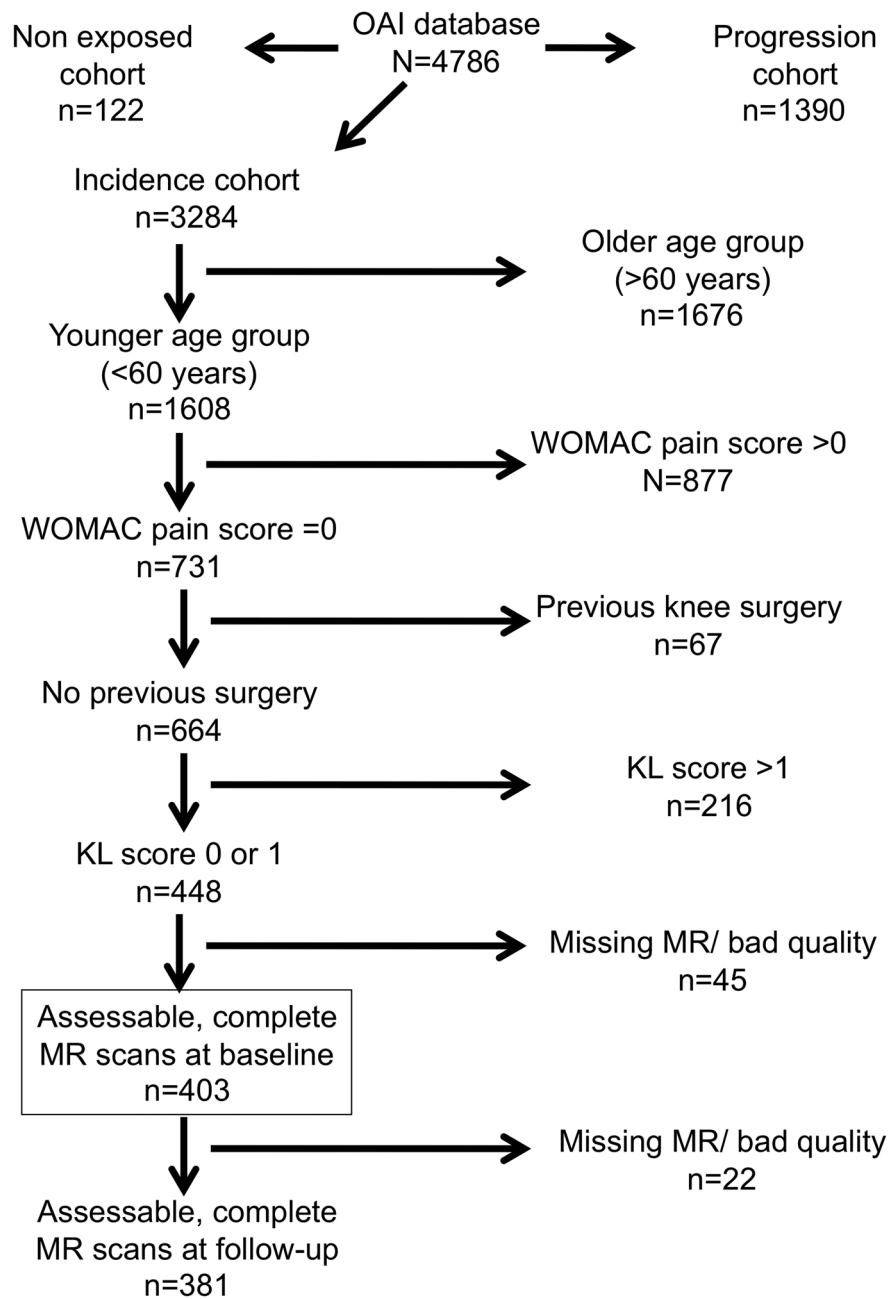 Non exposed
cohort
n=122
OAI database
N=4786
Progression
cohort
n=1390
Incidence cohort
n=3284
Older age group
(>60 years)
n=1676
Younger age group
(<60 years)
n=1608
WOMAC pain score >0
N=877
WOMAC pain score =0
n=731
Previous knee surgery
n=67
No previous surgery
n=664
KL score >1
n=216
KL score 0 or 1
n=448
Missing MR/ bad quality
n=45
Assessable, complete
MR scans at baseline
n=403
Missing MR/ bad quality
n=22
Assessable, complete
MR scans at follow-up
n=381